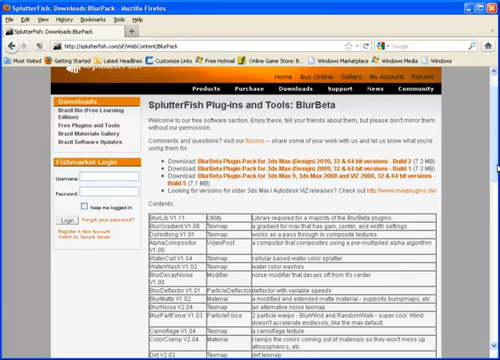 SplutterFish: Downloads:BlurPack - Mozilla Firefox
File Edit View History Bookmarks Tools Help
SplutterFish: Downloads:BlurPack
http://splutterfish.com/sf/WebContent/BlurPack
Google
Most Visited Getting Started Latest Headlines Customize Links Free Hotmail Online Game Store: B... Windows Marketplace Windows Media Windows
Home Buy Online Gallery My Account Forums
Products Purchase Downloads Support News Community
Downloads
Brazil Rio (Free Learning Edition)
Free Plugins and Tools
Brazil Materials Gallery
Brazil Software Updates
Fishmarket Login
Username:
Password:
Keep me logged in
Login Forgot your password?
Register A New Account
Switch to Secure Server
SplutterFish Plug-ins and Tools: BlurBeta
Welcome to our free software section. Enjoy these, tell your friends about them, but please don't mirror them
without our permission.
Comments and questions? visit our forums -- share some of your work with us and let us know what you're
using them for.
Download: BlurBeta Plugin-Pack for 3ds Max (Design) 2010, 32 & 64 bit versions - Build 2 (7.3 MB)
Download: BlurBeta Plugin-Pack for 3ds Max (Design) 2009, 32 & 64 bit versions - Build 4 (7.3 MB)
Download: BlurBeta Plugin-Pack for 3ds Max 9, 3ds Max 2008 and VIZ 2008, 32 & 64 bit versions -
Build 5 (7.1 MB)
Looking for versions for older 3ds Max / Autodesk VIZ releases? Check out http://www.maxplugins.de!
Contents:
BlurLib V1.11 Utility Library required for a majority of the BlurBeta plugins
BlurGradient V1.06 Texmap a gradient for max that has gain, center, and width settings
DoNothing V1.01 Texmap works as a pass through in composite textures
AlphaCompositor V1.00 VideoPost a compositor that composites using a pre-multiplied alpha algorithm
WaterCell V1.04 Texmap cellular based water color splatter
WaterWash V1.02 Texmap water color washes
BlurDecayNoise V1.00 Modifier noise modifier that decays off from it's center
BlurDeflector V1.01 ParticleDeflector deflector with variable speeds
BlurMatte V1.02 Material a modified and extended matte material - supports bumpmaps, etc.
BlurNoise V2.04 Texmap an alternative noise texmap
BlurPartForce V1.03 ParticleForce 2 particle warps - BlurWind and RandomWalk - super cool. Wind
doesn't accelerate endlessly, like the max default.
Camoflage V1.04 Texmap camoflage texmap
ColorClamp V2.04 Material clamps the colors coming out of materials so they won't mess up
atmospherics, etc.
Dirt V2.02 Texmap dirt texmap